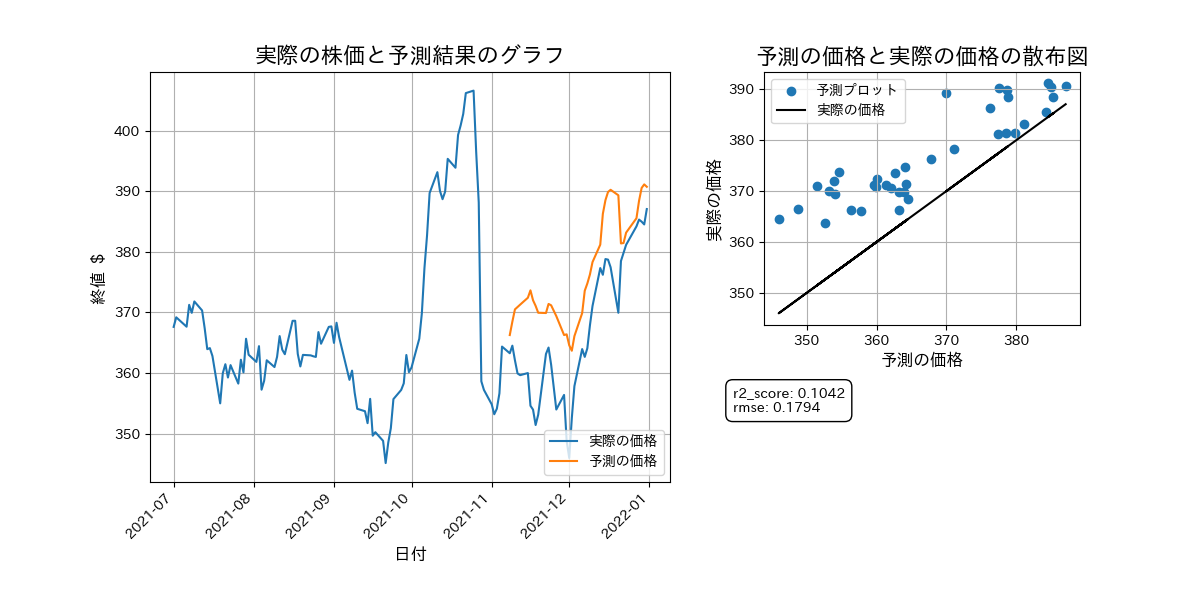 実際の株価と予測結果のグラフ
終値 $
400
390
380
370
360
350
2021-07
2021-08
2021-09
2021-10
2021-11
2021-12
2022-01
日付
実際の価格
予測の価格
予測の価格と実際の価格の散布図
実際の価格
390
380
370
360
350
予測プロット
実際の価格
350
360
370
380
予測の価格
r2_score: 0.1042
rmse: 0.1794